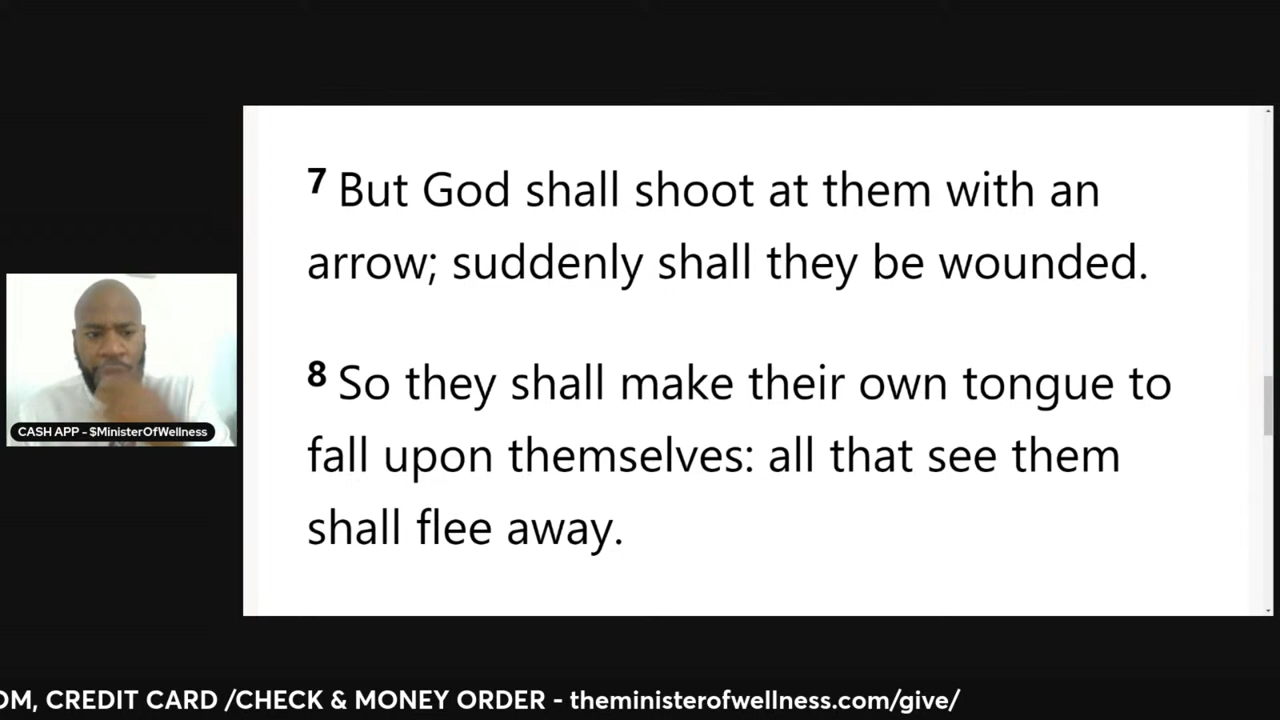 7 But God shall shoot at them with an
arrow; suddenly shall they be wounded.
8 So they shall make their own tongue to
fall upon themselves: all that see them
shall flee away.
CASH APP - $MinisterOfWellness
OM, CREDIT CARD /CHECK & MONEY ORDER - theministerofwellness.com/give/